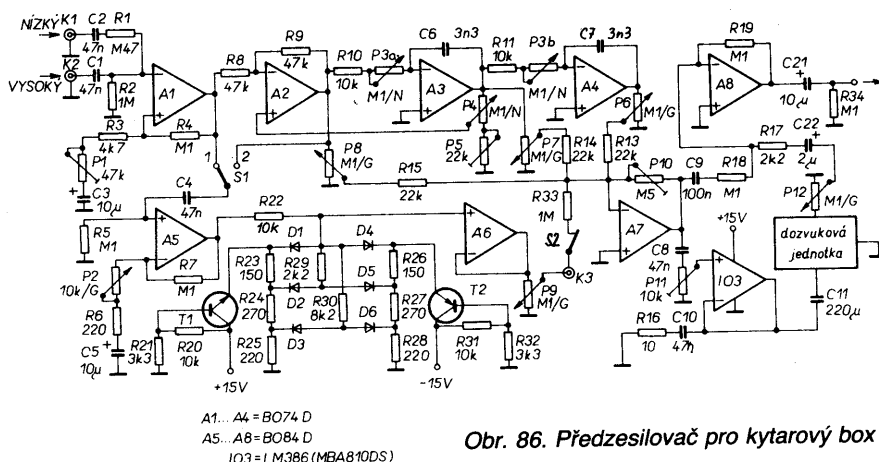 NÍZKÝ K1 C2 R1
47n M47
K2 C1
VYSOKÝ 47n
R2
1M
A1
R3 R4
4k7 M1
P1
47k
C3
10µ
R8
47k
R9
47k
A2
R10
10k
P3a
M1/N
C6 3n3
A3
R11
10k
P3b
M1/N
C7 3n3
A4
P4
M1/N
P5
22k
P6
M1/G
P7
M1/G
R14
22k
R13
22k
R19
M1
A8
C21
10µ
R34
M1
R17
2k2
C22
2µ
1 2
S1
P8
M1/G
R15
22k
P10
M5
C9
100n
R18
M1
P12
M1/G
C4
47n
R5
M1
A5
R22
10k
R7
M1
P2
10k/G
R6
220
C5
10µ
R33
1M
S2
K3
A6
P9
M1/G
A7
C8
47n
P11
10k
+15V
IO3
dozvuková
jednotka
C11
220µ
R16
10
C10
47n
D1 D4
R23
150
R29
2k2
R26
150
D2 D5
R24
270
R30
8k2
R27
270
D3 D6
R25
220
R28
220
T1 T2
R21
3k3
R20
10k
R31
10k
R32
3k3
+15V -15V
A1... A4 = BO74 D
A5... A8 = BO84 D
IO3 = LM386 (MBA810DS)
Obr. 86. Předzesilovač pro kytarový box